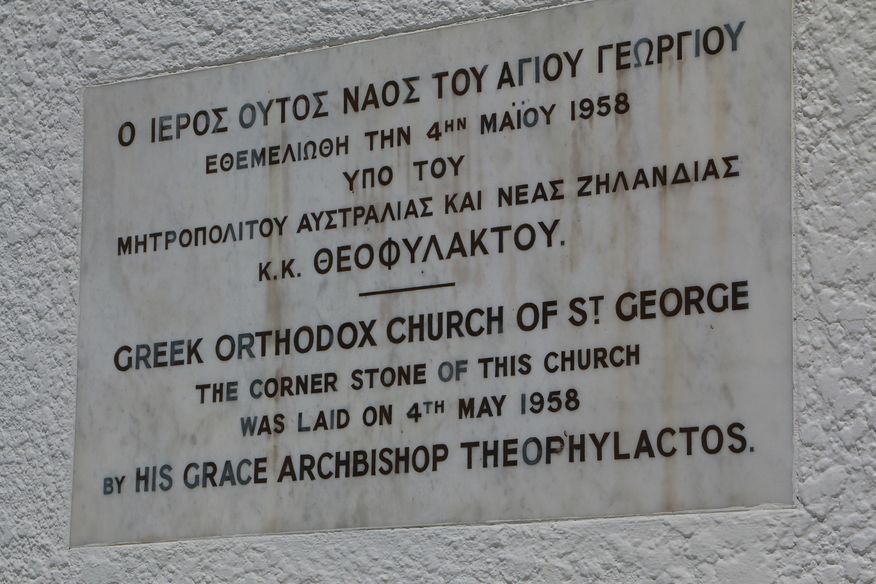 Ο ΙΕΡΟΣ ΟΥΤΟΣ ΝΑΟΣ ΤΟΥ ΑΓΙΟΥ ΓΕΩΡΓΙΟΥ
ΕΘΕΜΕΛΙΩΘΗ ΤΗΝ 4ΗΝ ΜΑΪΟΥ 1958
ΥΠΟ ΤΟΥ
ΜΗΤΡΟΠΟΛΙΤΟΥ ΑΥΣΤΡΑΛΙΑΣ ΚΑΙ ΝΕΑΣ ΖΗΛΑΝΔΙΑΣ
Κ.Κ. ΘΕΟΦΥΛΑΚΤΟΥ.
GREEK ORTHODOX CHURCH OF ST GEORGE
THE CORNER STONE OF THIS CHURCH
WAS LAID ON 4TH MAY 1958
BY HIS GRACE ARCHBISHOP THEOPHYLACTOS.